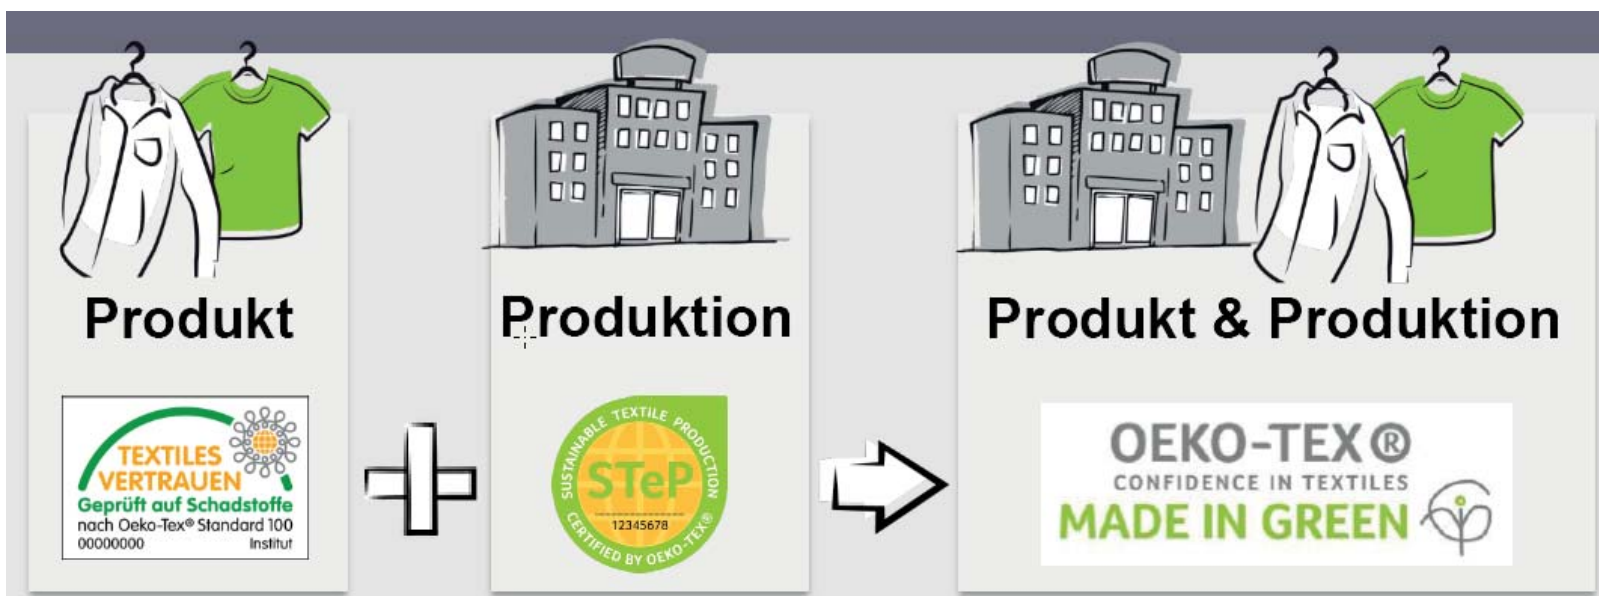 Produkt
TEXTILES
VERTRAUEN
Geprüft auf Schadstoffe
nach Oeko-Tex® Standard 100
00000000 Institut
Produktion
SUSTAINABLE TEXTILE PRODUCTION
STeP
12345678
CERTIFIED BY OEKO-TEX®
Produkt & Produktion
OEKO-TEX®
CONFIDENCE IN TEXTILES
MADE IN GREEN